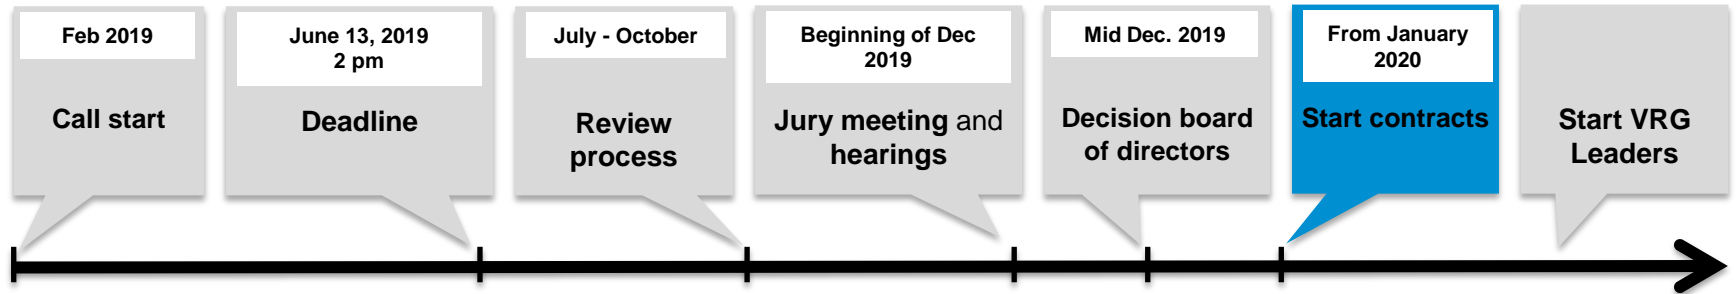 Feb 2019
Call start
June 13, 2019
2 pm
Deadline
July - October
Review
process
Beginning of Dec
2019
Jury meeting and
hearings
Mid Dec. 2019
Decision board
of directors
From January
2020
Start contracts
Start VRG
Leaders